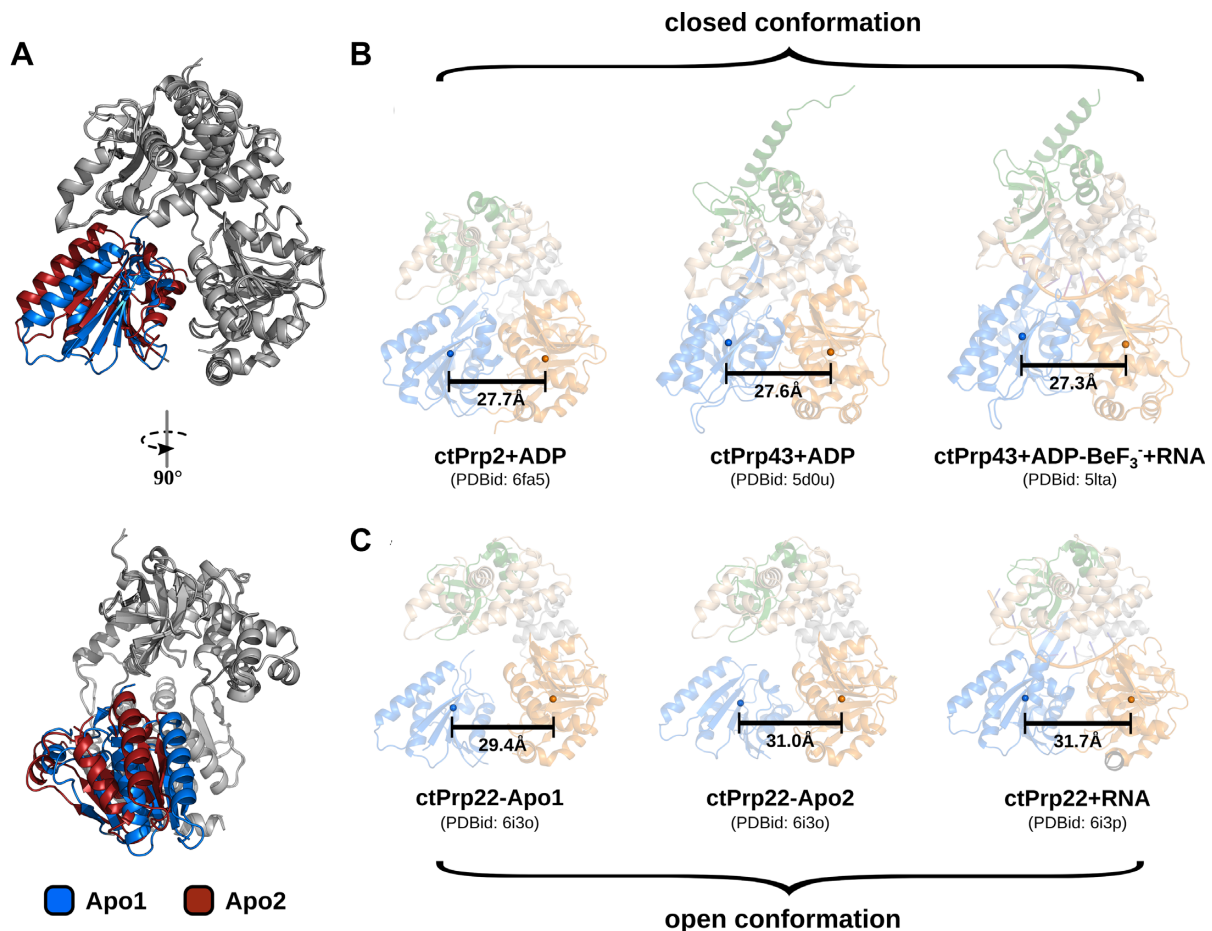 closed conformation
A
B
27.7Å
27.6Å
27.3Å
ctPrp2+ADP
(PDBid: 6fa5)
ctPrp43+ADP
(PDBid: 5d0u)
ctPrp43+ADP-BeF₃⁻+RNA
(PDBid: 5lta)
90°
C
29.4Å
31.0Å
31.7Å
ctPrp22-Apo1
(PDBid: 6i3o)
ctPrp22-Apo2
(PDBid: 6i3o)
ctPrp22+RNA
(PDBid: 6i3p)
Apo1
Apo2
open conformation